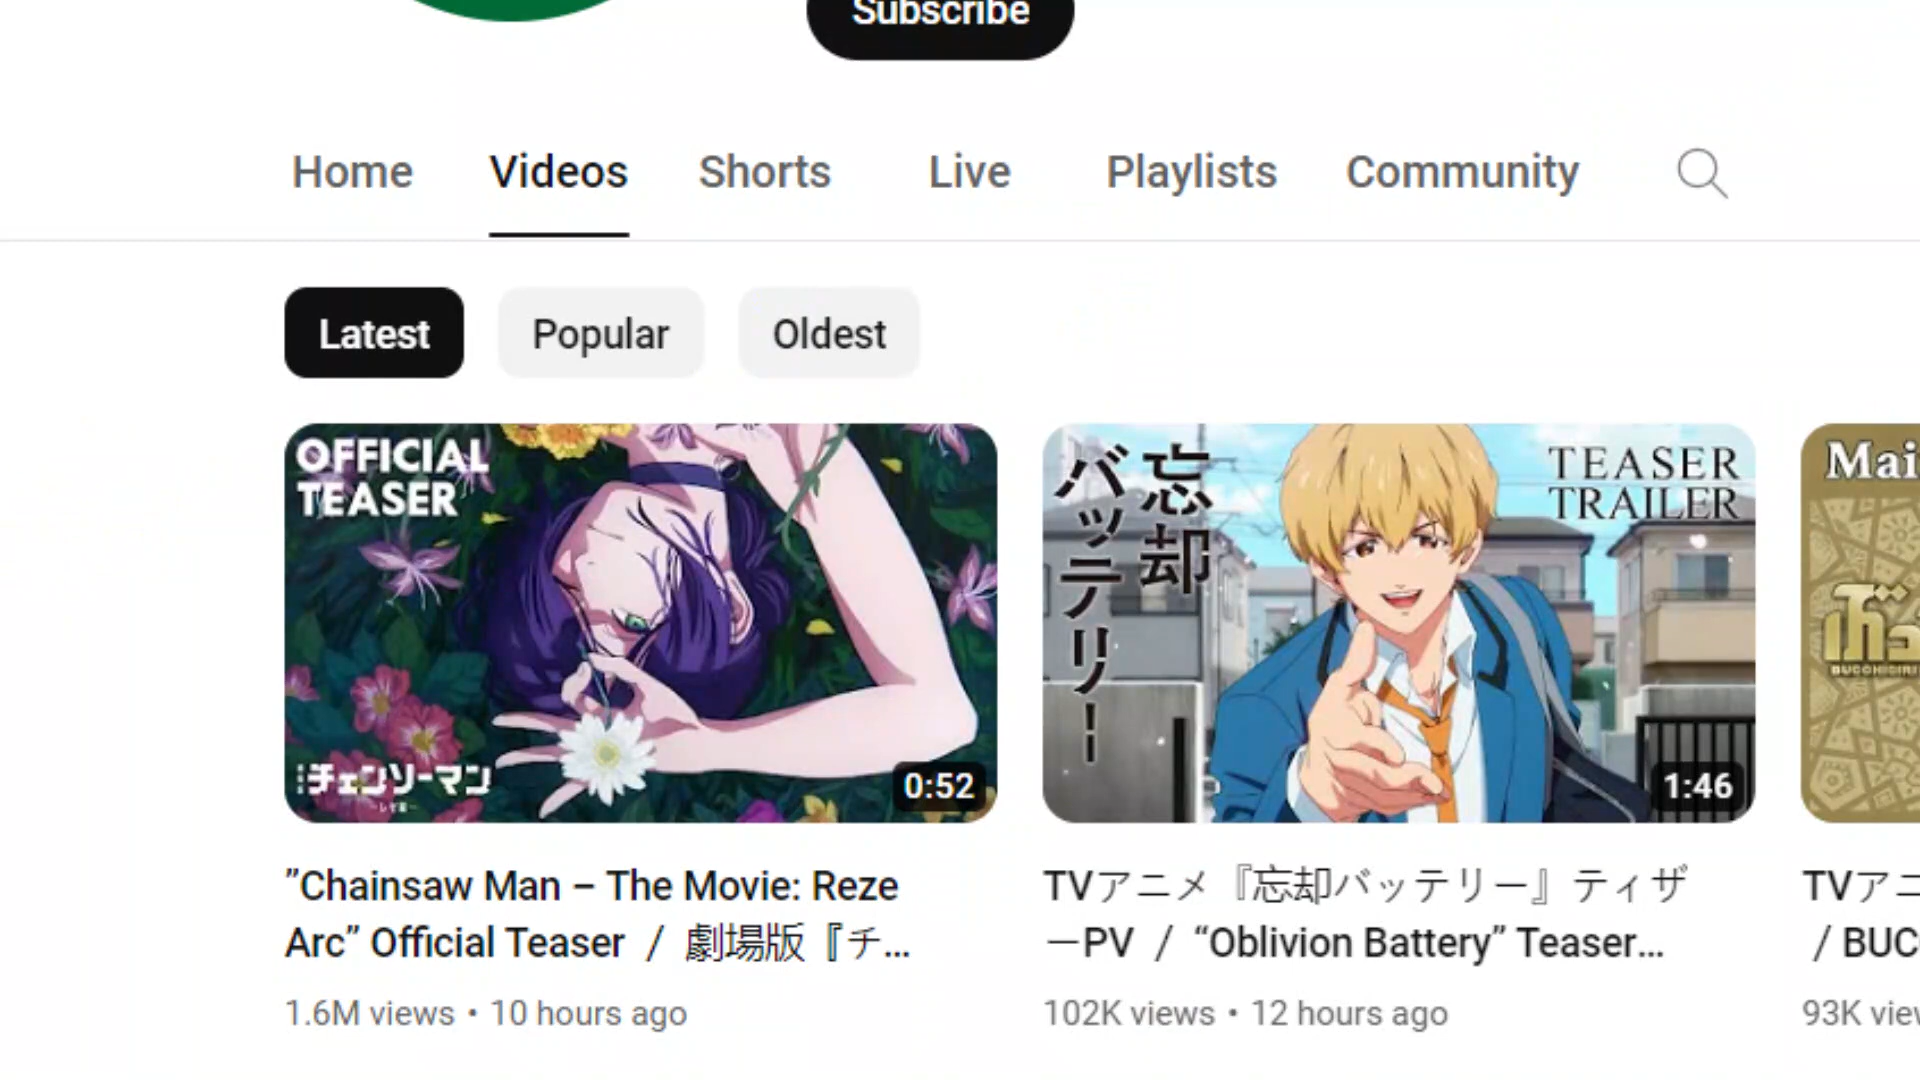 Subscribe
Home Videos Shorts Live Playlists Community
Latest Popular Oldest
OFFICIAL
TEASER
チェンソーマン
0:52
忘却
バッテリー
TEASER
TRAILER
1:46
Mai
BUCCHIGIRI
”Chainsaw Man – The Movie: Reze
Arc” Official Teaser / 劇場版『チ...
1.6M views • 10 hours ago
TVアニメ『忘却バッテリー』ティザ
ーPV / “Oblivion Battery” Teaser...
102K views • 12 hours ago
TVアニ
/ BUC
93K view